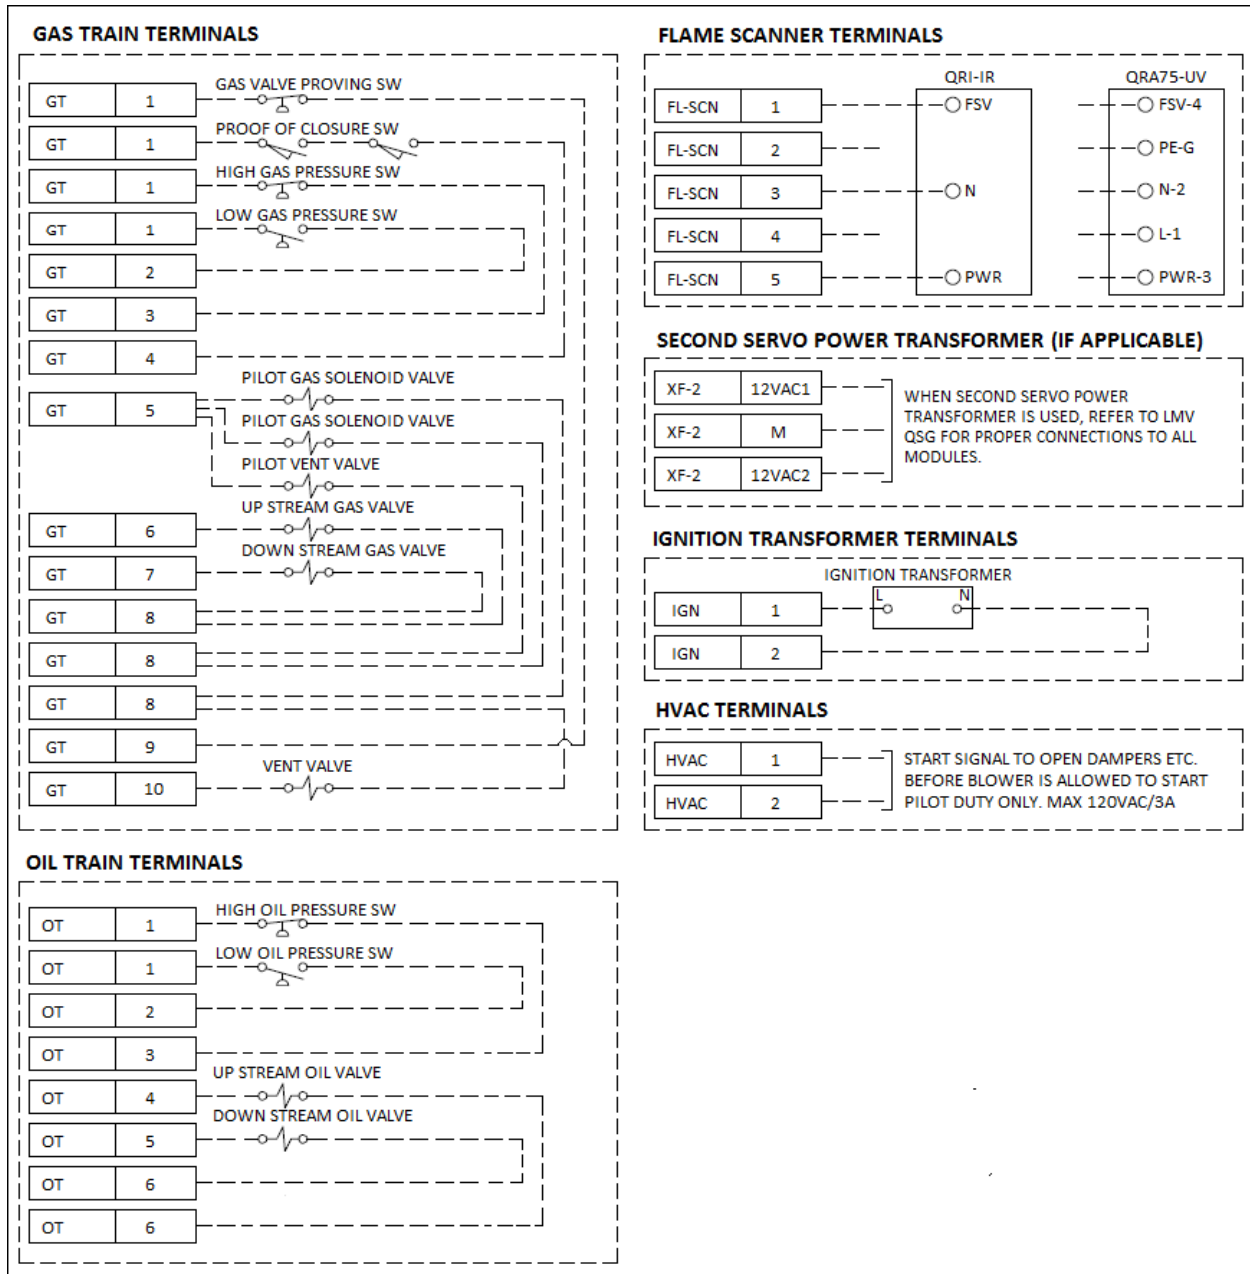 GAS TRAIN TERMINALS
GT 1 GAS VALVE PROVING SW
GT 1 PROOF OF CLOSURE SW
GT 1 HIGH GAS PRESSURE SW
GT 1 LOW GAS PRESSURE SW
GT 2
GT 3
GT 4
PILOT GAS SOLENOID VALVE
GT 5
PILOT GAS SOLENOID VALVE
PILOT VENT VALVE
UP STREAM GAS VALVE
GT 6
DOWN STREAM GAS VALVE
GT 7
GT 8
GT 8
GT 8
GT 9
VENT VALVE
GT 10
OIL TRAIN TERMINALS
HIGH OIL PRESSURE SW
OT 1
LOW OIL PRESSURE SW
OT 1
OT 2
OT 3
UP STREAM OIL VALVE
OT 4
DOWN STREAM OIL VALVE
OT 5
OT 6
OT 6
FLAME SCANNER TERMINALS
QRI-IR QRA75-UV
FL-SCN 1 FSV FSV-4
FL-SCN 2 PE-G
FL-SCN 3 N N-2
FL-SCN 4 L-1
FL-SCN 5 PWR PWR-3
SECOND SERVO POWER TRANSFORMER (IF APPLICABLE)
XF-2 12VAC1
XF-2 M
XF-2 12VAC2
WHEN SECOND SERVO POWER
TRANSFORMER IS USED, REFER TO LMV
QSG FOR PROPER CONNECTIONS TO ALL
MODULES.
IGNITION TRANSFORMER TERMINALS
IGNITION TRANSFORMER
L N
IGN 1
IGN 2
HVAC TERMINALS
HVAC 1
HVAC 2
START SIGNAL TO OPEN DAMPERS ETC.
BEFORE BLOWER IS ALLOWED TO START
PILOT DUTY ONLY. MAX 120VAC/3A